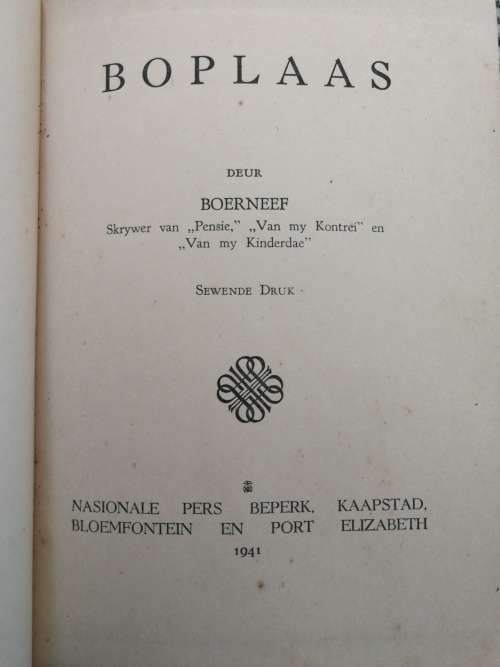 BOPLAAS
DEUR
BOERNEEF
Skrywer van „Pensie,” „Van my Kontrei” en
„Van my Kinderdae”
SEWENDE DRUK
NASIONALE PERS BEPERK, KAAPSTAD,
BLOEMFONTEIN EN PORT ELIZABETH
1941